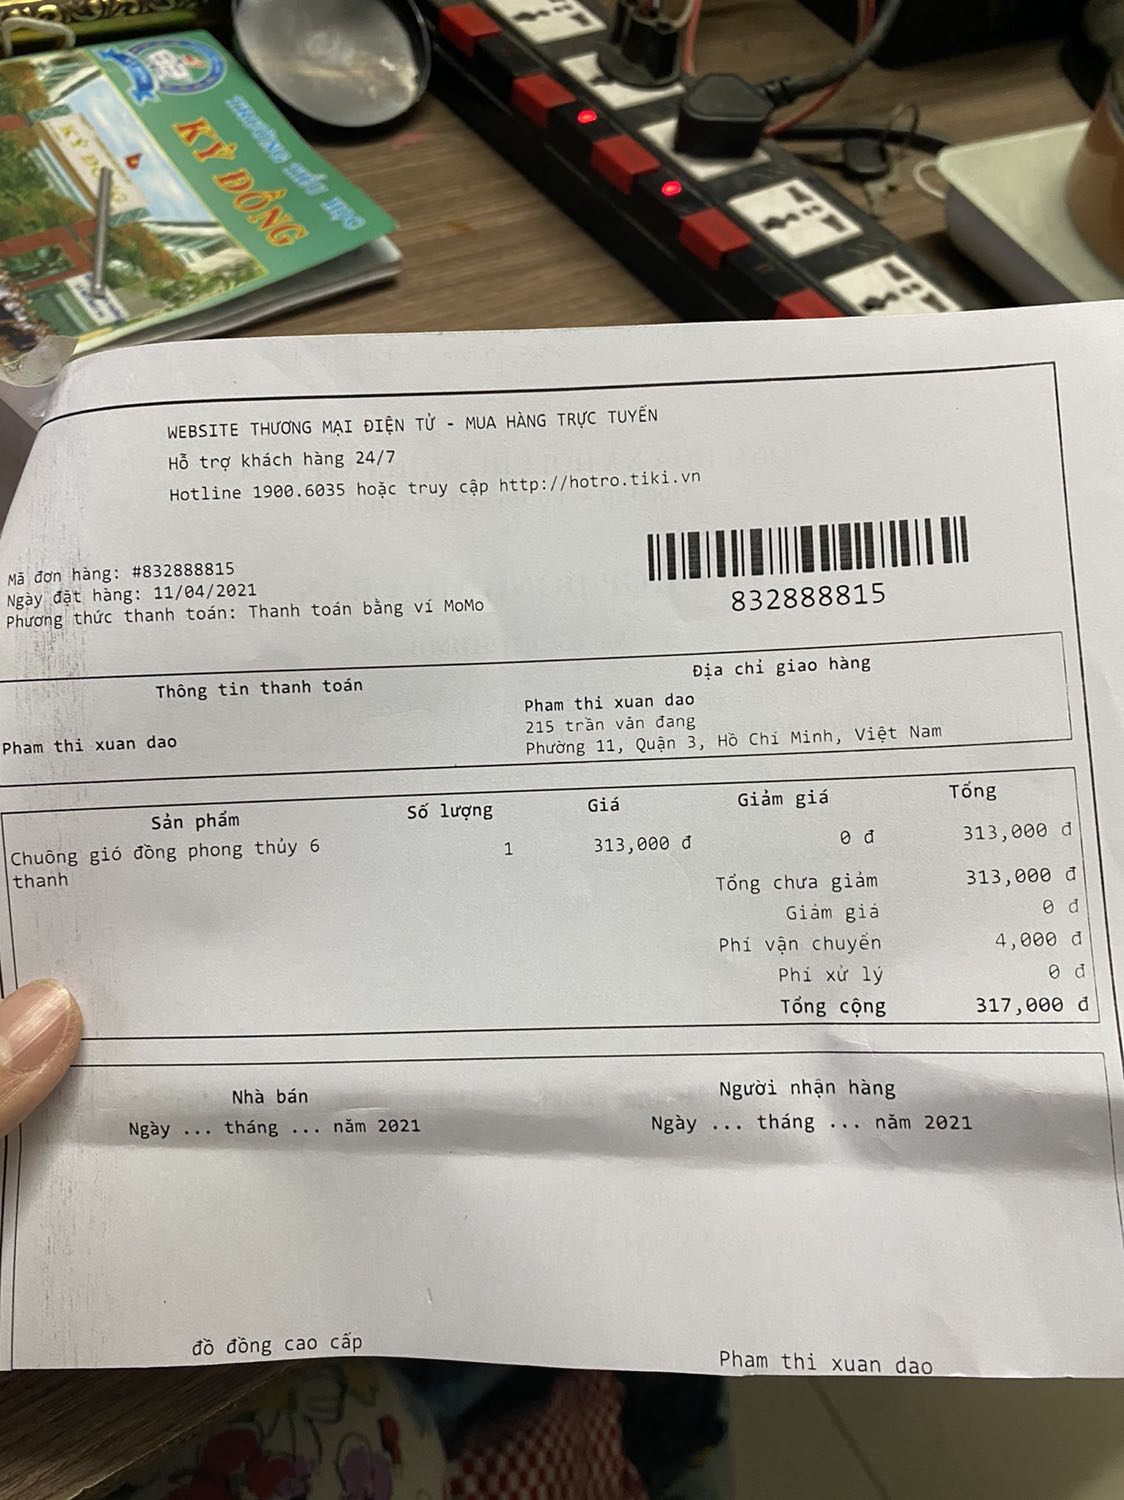 TRƯỜNG TIỂU HỌC
KỲ ĐỒNG
KỲ ĐỒNG
WEBSITE THƯƠNG MẠI ĐIỆN TỬ - MUA HÀNG TRỰC TUYẾN
Hỗ trợ khách hàng 24/7
Hotline 1900.6035 hoặc truy cập http://hotro.tiki.vn
Mã đơn hàng: #832888815
Ngày đặt hàng: 11/04/2021
Phương thức thanh toán: Thanh toán bằng ví MoMo
832888815
Thông tin thanh toán
Địa chỉ giao hàng
Pham thi xuan dao
Pham thi xuan dao
215 trần văn đang
Phường 11, Quận 3, Hồ Chí Minh, Việt Nam
Sản phẩm Số lượng Giá Giảm giá Tổng
Chuông gió đồng phong thủy 6 1 313,000 đ 0 đ 313,000 đ
thanh
Tổng chưa giảm 313,000 đ
Giảm giá 0 đ
Phí vận chuyển 4,000 đ
Phí xử lý 0 đ
Tổng cộng 317,000 đ
Nhà bán Người nhận hàng
Ngày ... tháng ... năm 2021 Ngày ... tháng ... năm 2021
đồ đồng cao cấp Pham thi xuan dao